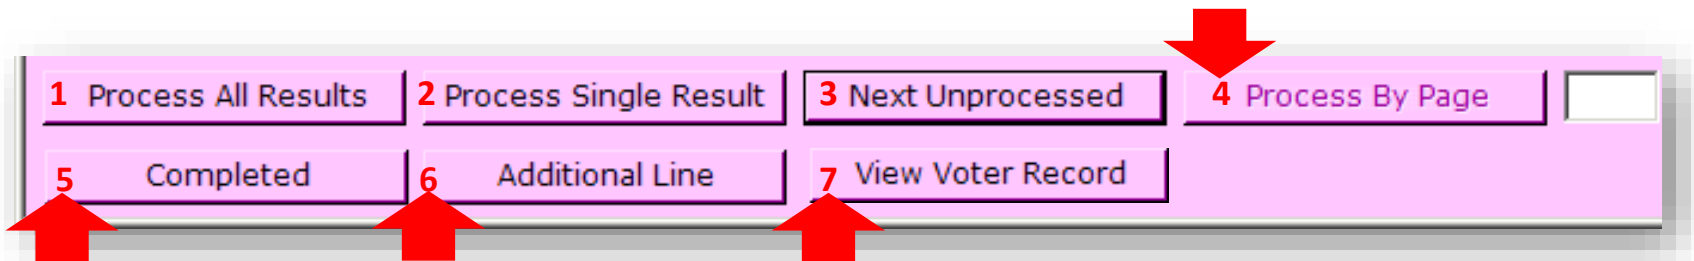 1 Process All Results 2 Process Single Result 3 Next Unprocessed 4 Process By Page
5 Completed 6 Additional Line 7 View Voter Record